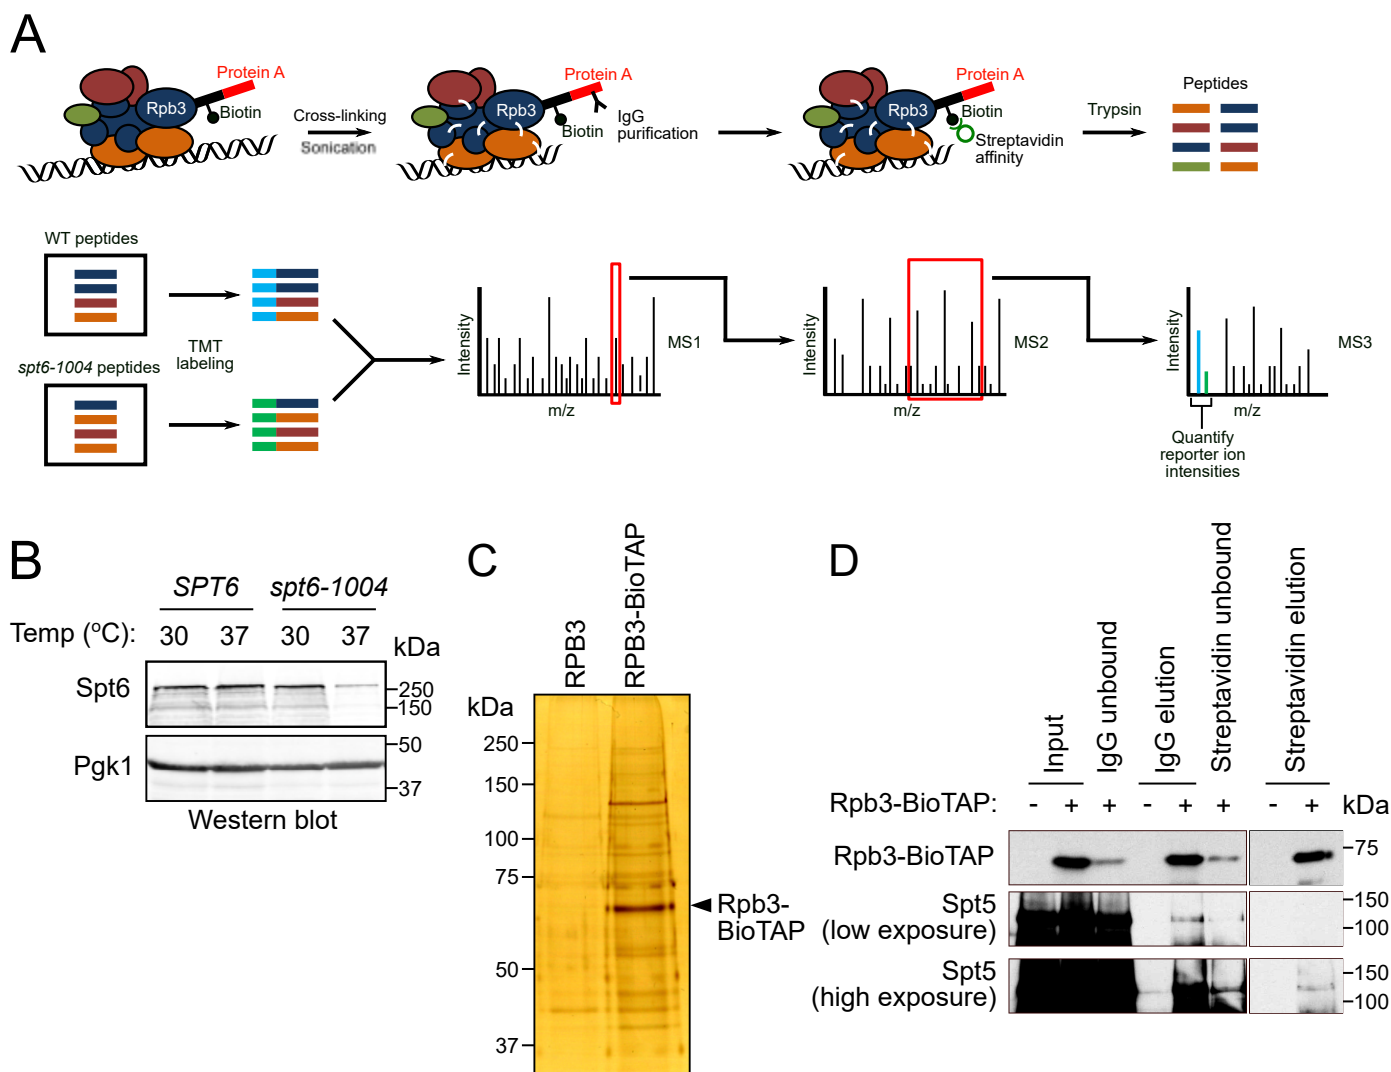 A
Protein A
Rpb3
Biotin
Cross-linking
Sonication
Protein A
Rpb3
Biotin
IgG
purification
Protein A
Rpb3
Biotin
Streptavidin
affinity
Trypsin
Peptides
WT peptides
spt6-1004 peptides
TMT
labeling
Intensity
m/z
MS1
Intensity
m/z
MS2
Intensity
m/z
MS3
Quantify
reporter ion
intensities
B
SPT6 spt6-1004
Temp (°C): 30 37 30 37 kDa
Spt6
250
150
Pgk1
50
37
Western blot
C
RPB3
RPB3-BioTAP
kDa
250
150
100
75
50
37
Rpb3-
BioTAP
D
Input
IgG unbound
IgG elution
Streptavidin unbound
Streptavidin elution
Rpb3-BioTAP: - + + - + + - + kDa
Rpb3-BioTAP
75
Spt5
(low exposure)
150
100
Spt5
(high exposure)
150
100